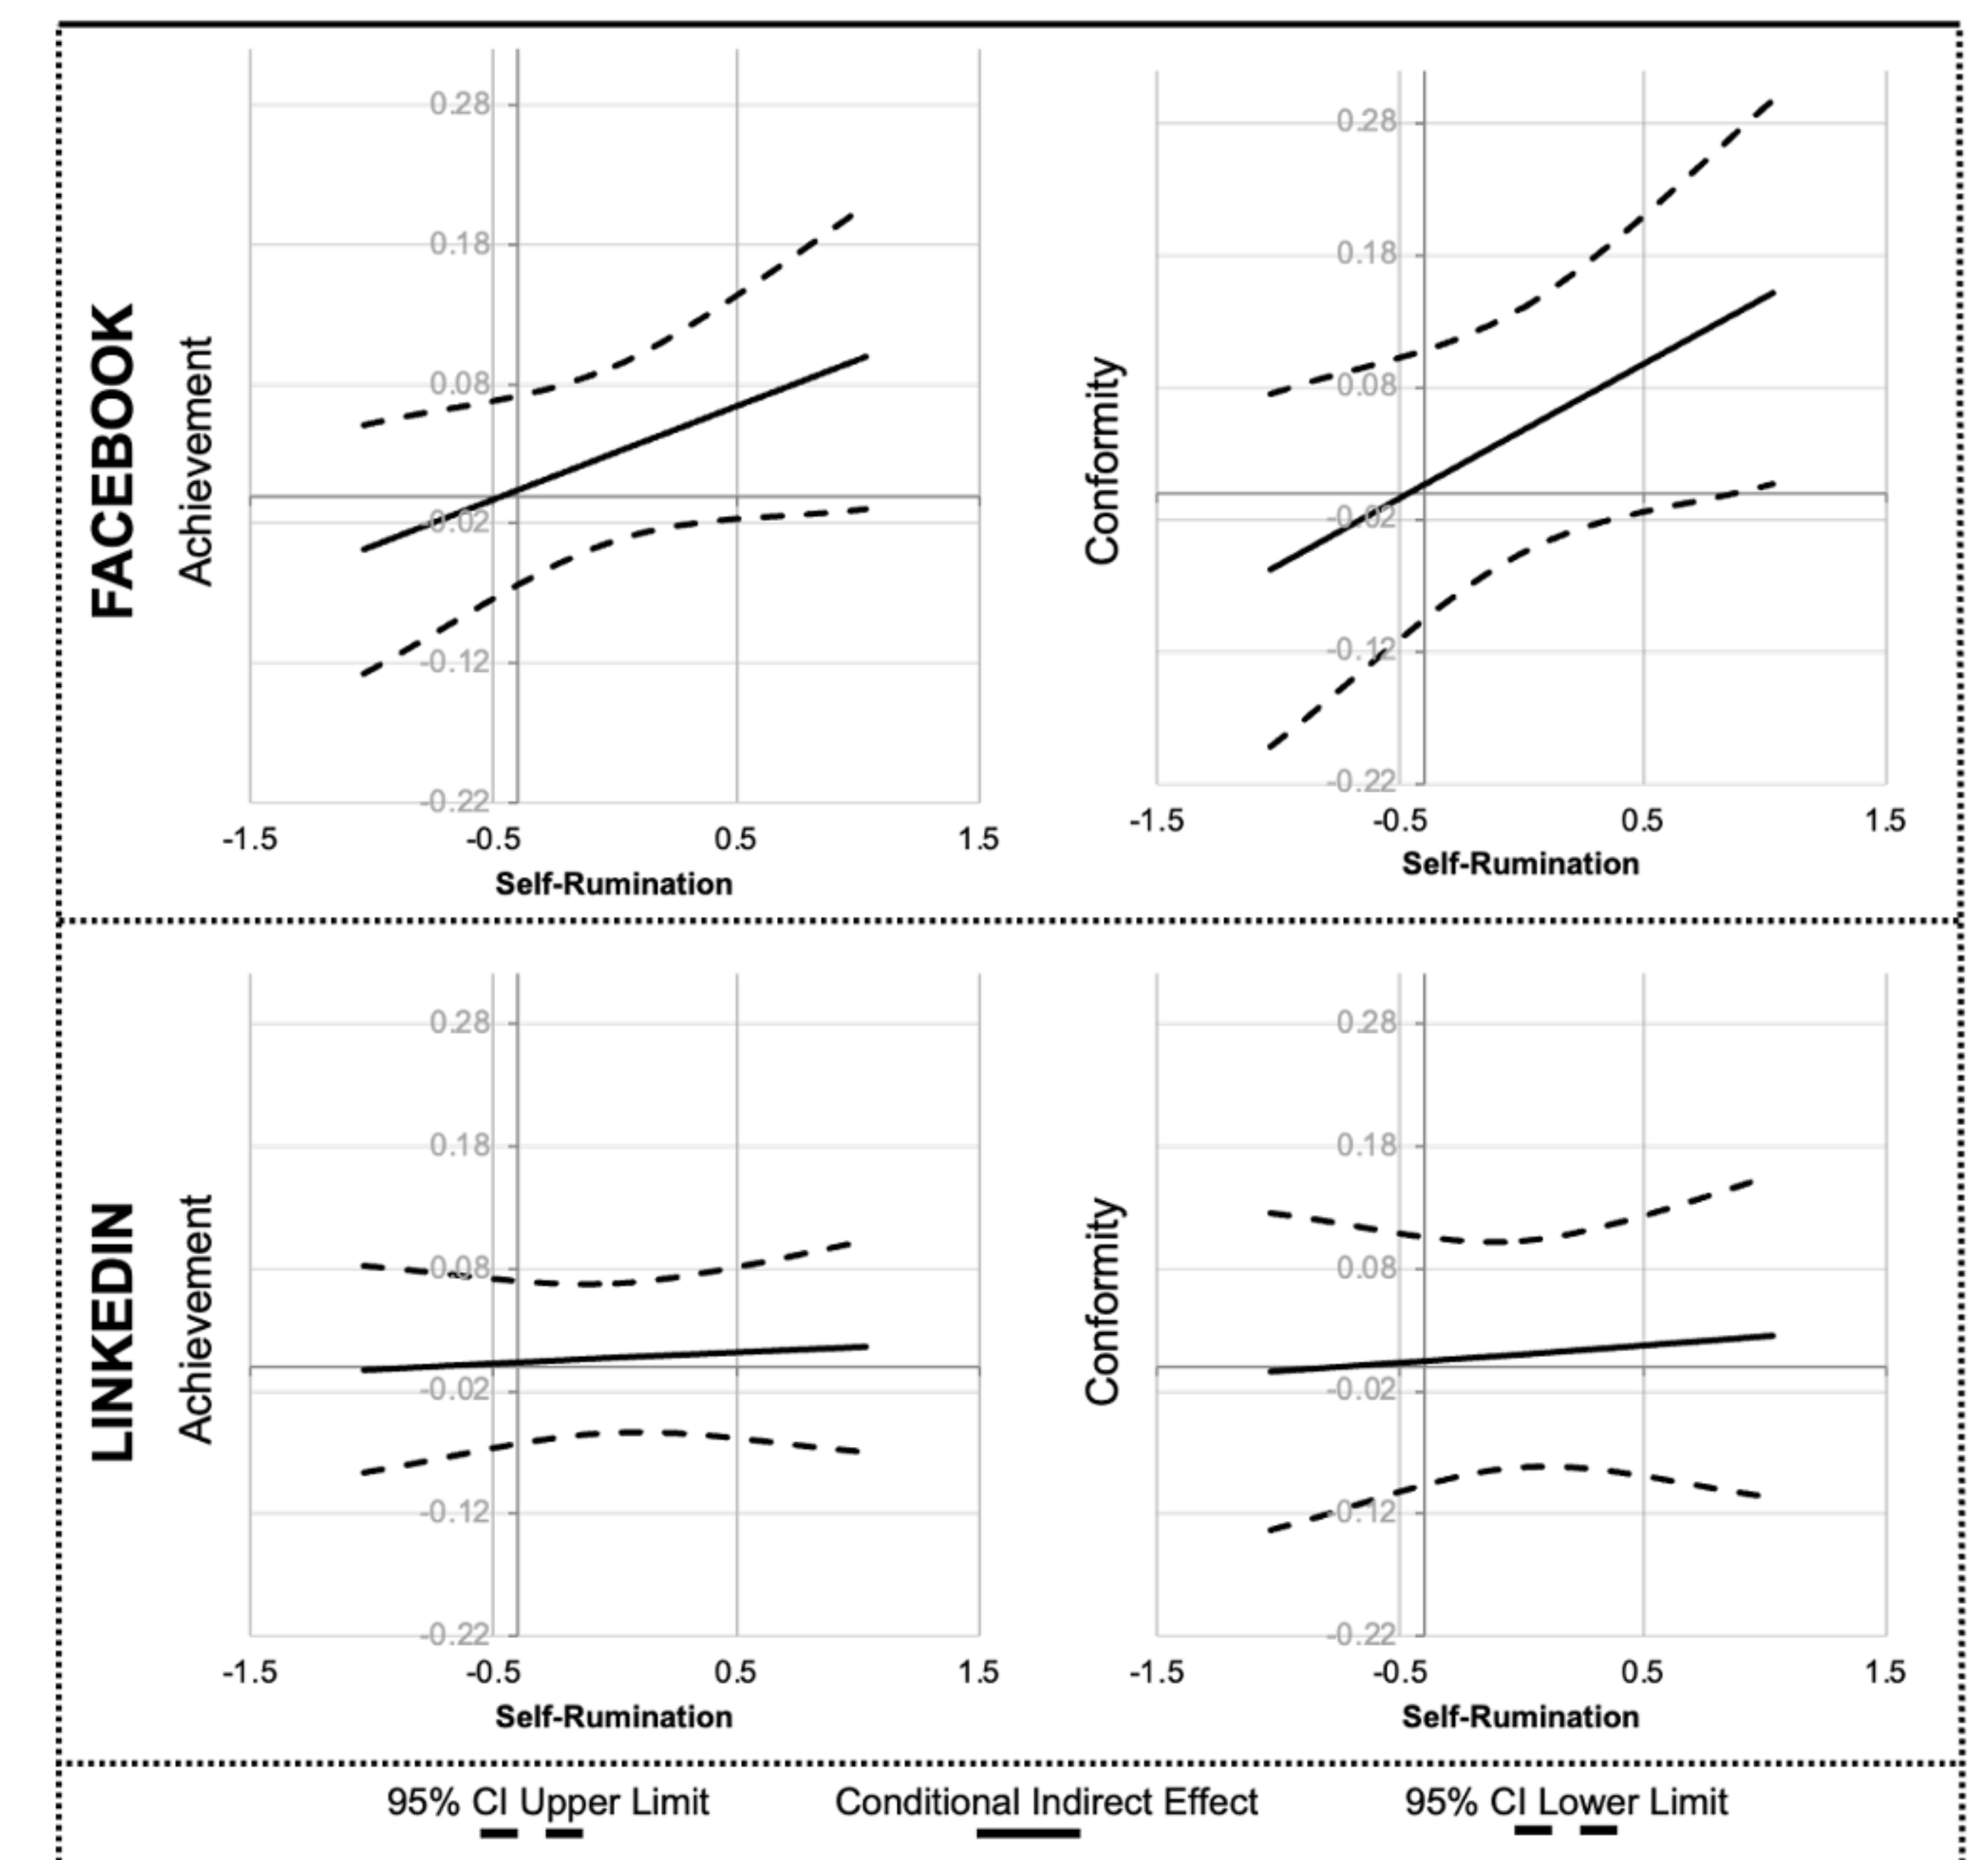 FACEBOOK
Achievement
0.28
0.18
0.08
-0.02
-0.12
-0.22
-1.5 -0.5 0.5 1.5
Self-Rumination
Conformity
0.28
0.18
0.08
-0.02
-0.12
-0.22
-1.5 -0.5 0.5 1.5
Self-Rumination
LINKEDIN
Achievement
0.28
0.18
0.08
-0.02
-0.12
-0.22
-1.5 -0.5 0.5 1.5
Self-Rumination
Conformity
0.28
0.18
0.08
-0.02
-0.12
-0.22
-1.5 -0.5 0.5 1.5
Self-Rumination
95% CI Upper Limit Conditional Indirect Effect 95% CI Lower Limit